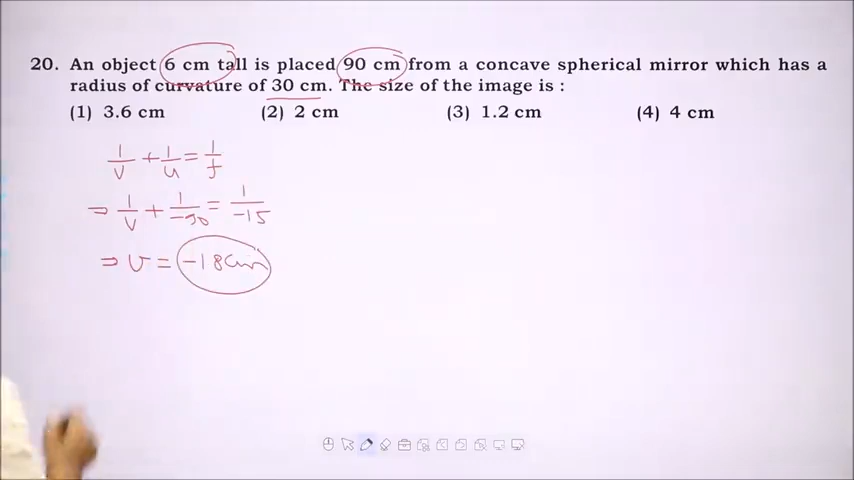 20. An object 6 cm tall is placed 90 cm from a concave spherical mirror which has a
radius of curvature of 30 cm. The size of the image is :
(1) 3.6 cm (2) 2 cm (3) 1.2 cm (4) 4 cm
1/v + 1/u = 1/f
⇒ 1/v + 1/-90 = 1/-15
⇒ v = -18cm